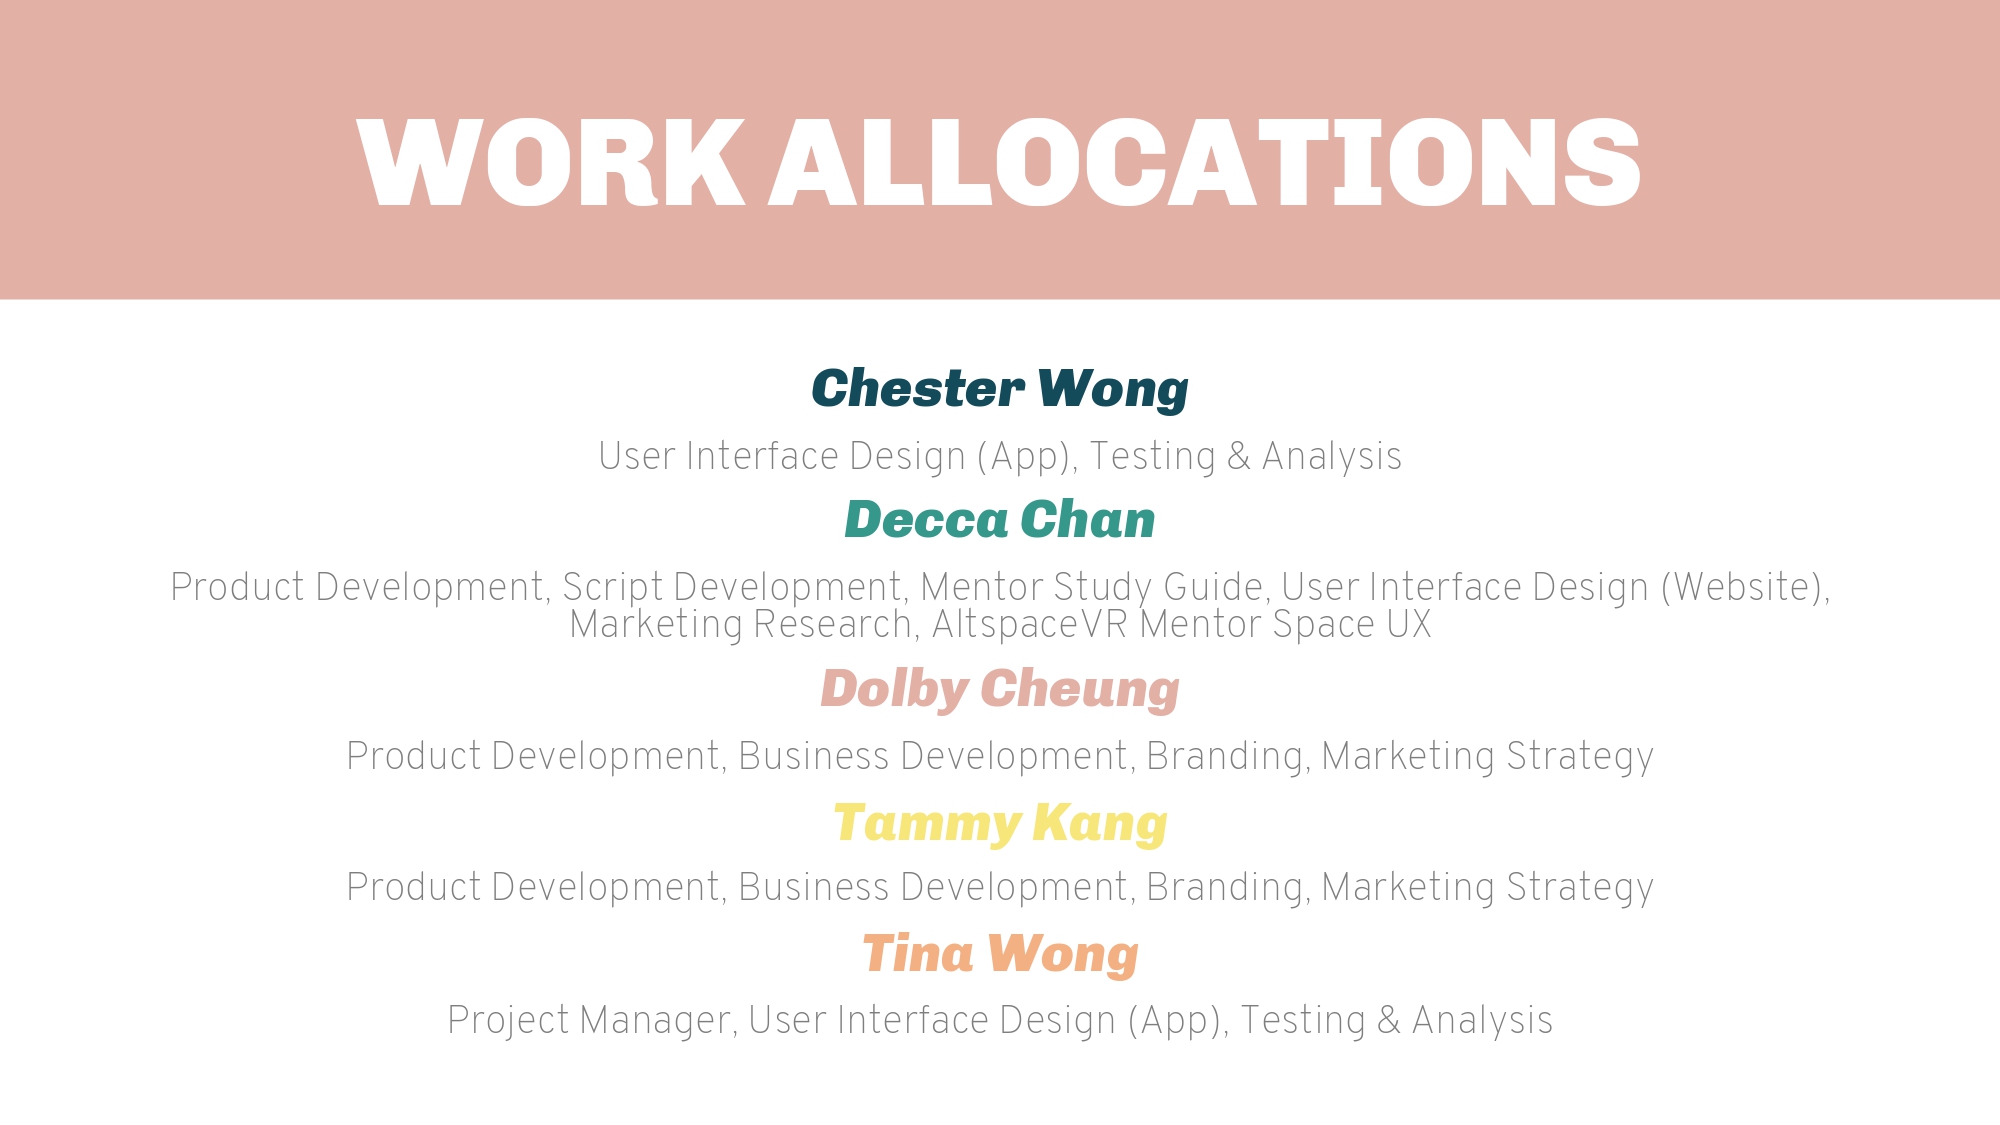 WORK ALLOCATIONS
Chester Wong
User Interface Design (App), Testing & Analysis
Decca Chan
Product Development, Script Development, Mentor Study Guide, User Interface Design (Website),
Marketing Research, AltspaceVR Mentor Space UX
Dolby Cheung
Product Development, Business Development, Branding, Marketing Strategy
Tammy Kang
Product Development, Business Development, Branding, Marketing Strategy
Tina Wong
Project Manager, User Interface Design (App), Testing & Analysis